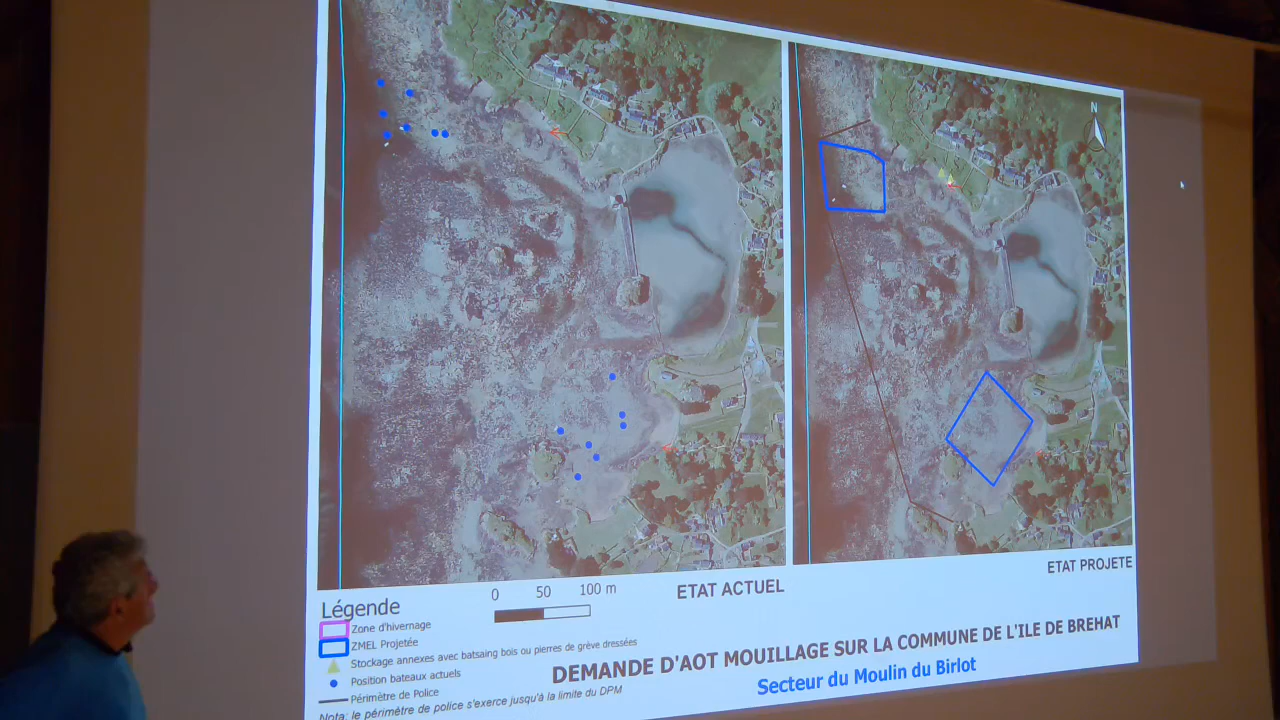 N
ETAT ACTUEL
ETAT PROJETE
0 50 100 m
Légende
Zone d'hivernage
ZMEL Projetée
Stockage annexes avec batsaing bois ou pierres de grève dressées
Position bateaux actuels
Périmètre de Police
Nota: le périmétre de police s'exerce jusqu'à la limite du DPM
DEMANDE D'AOT MOUILLAGE SUR LA COMMUNE DE L'ILE DE BREHAT
Secteur du Moulin du Birlot